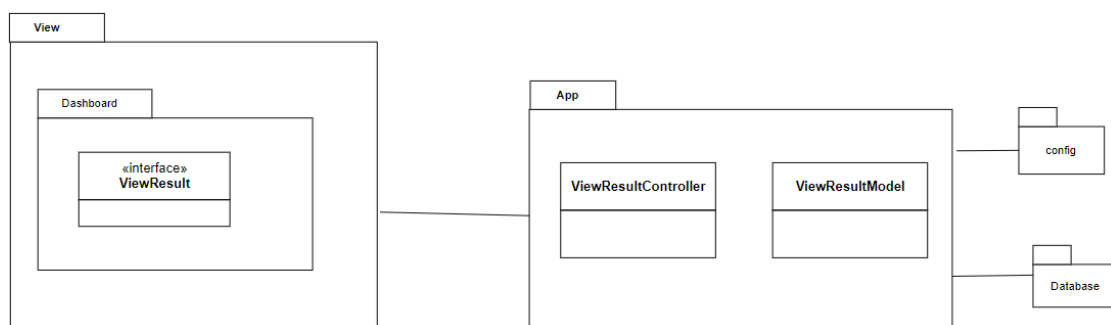 View
Dashboard
«interface»
ViewResult
App
ViewResultController
ViewResultModel
config
Database